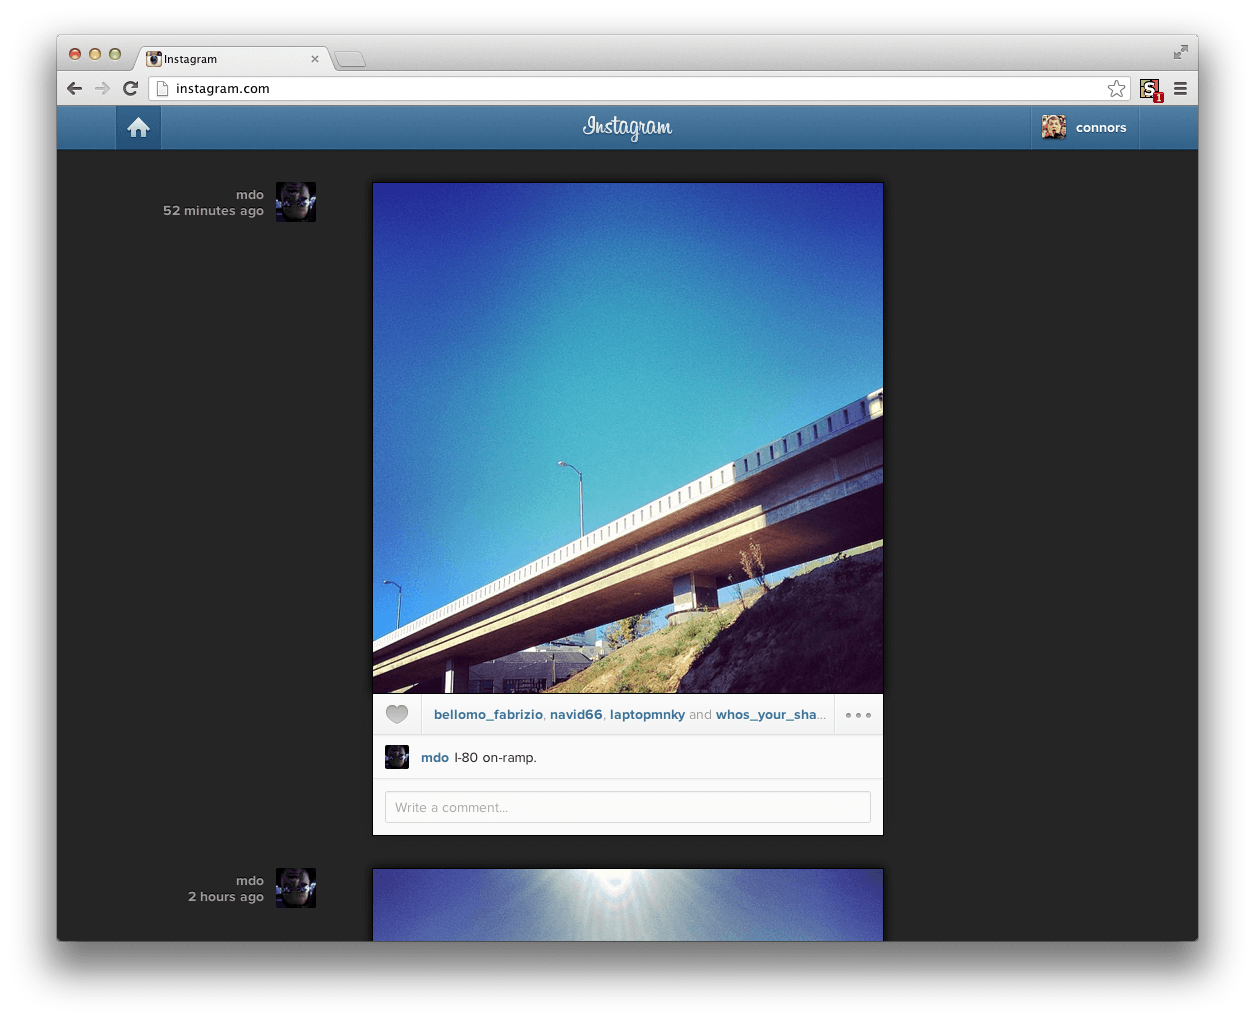 Instagram
instagram.com
S
1
Instagram
connors
mdo
52 minutes ago
bellomo_fabrizio, navid66, laptopmnky and whos_your_sha...
mdo I-80 on-ramp.
Write a comment...
mdo
2 hours ago